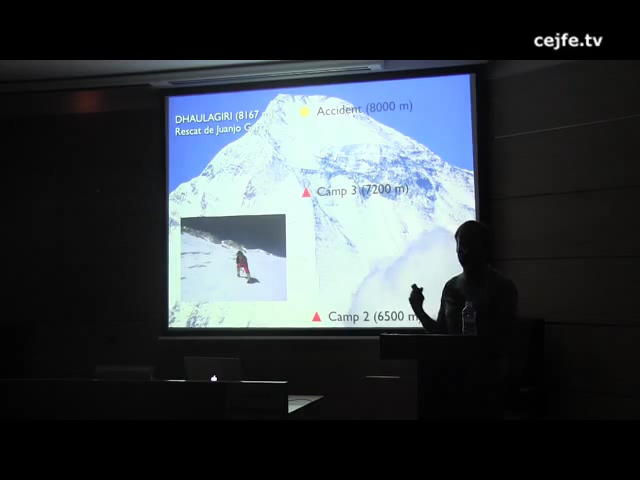 cejfe.tv
DHAULAGIRI (8167
Rescat de Juanjo
Accident (8000 m)
Camp 3 (7200 m)
Camp 2 (6500 m